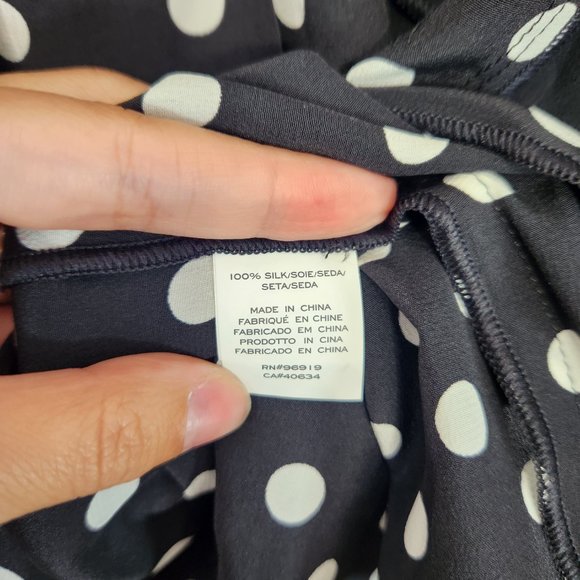 100% SILK/SOIE/SEDA/
SETA/SEDA
MADE IN CHINA
FABRIQUÉ EN CHINE
FABRICADO EM CHINA
PRODOTTO IN CINA
FABRICADO EN CHINA
RN#96919
CA#40634